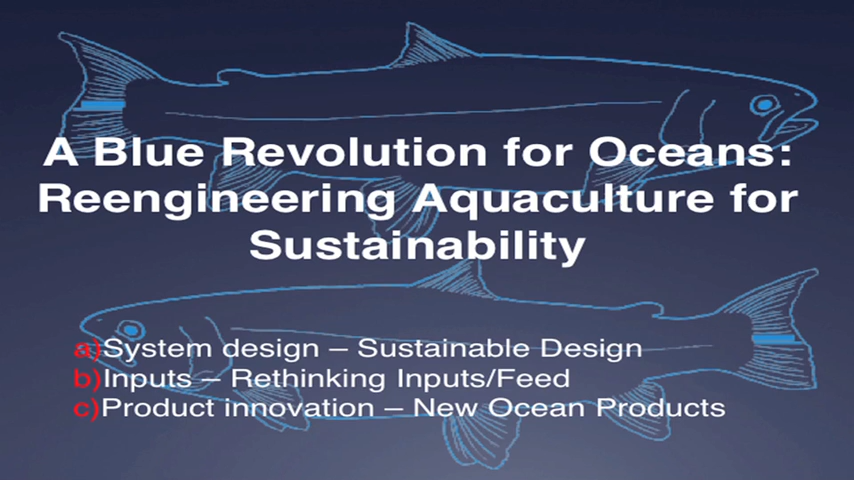 A Blue Revolution for Oceans:
Reengineering Aquaculture for
Sustainability
a)System design – Sustainable Design
b)Inputs – Rethinking Inputs/Feed
c)Product innovation – New Ocean Products